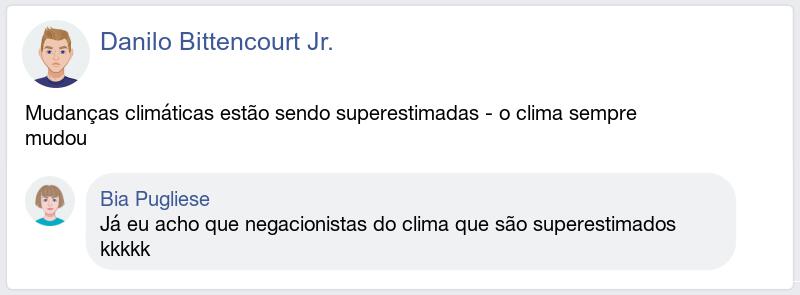 Danilo Bittencourt Jr.
Mudanças climáticas estão sendo superestimadas - o clima sempre
mudou
Bia Pugliese
Já eu acho que negacionistas do clima que são superestimados
kkkkk